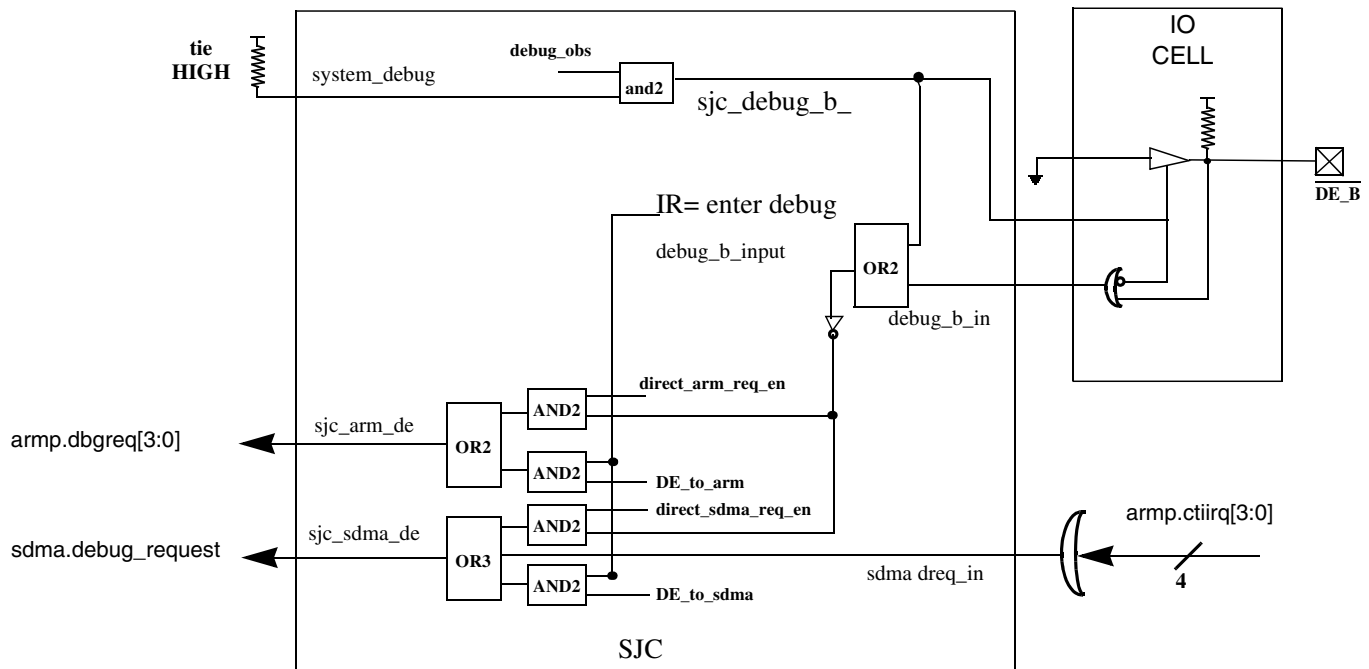 IO
CELL
tie
HIGH
debug_obs
system_debug
and2
sjc_debug_b_
DE_B
IR= enter debug
debug_b_input
OR2
debug_b_in
direct_arm_req_en
AND2
sjc_arm_de
armp.dbgreq[3:0]
OR2
AND2
DE_to_arm
direct_sdma_req_en
AND2
armp.ctiirq[3:0]
sjc_sdma_de
sdma.debug_request
OR3
sdma dreq_in
4
AND2
DE_to_sdma
SJC